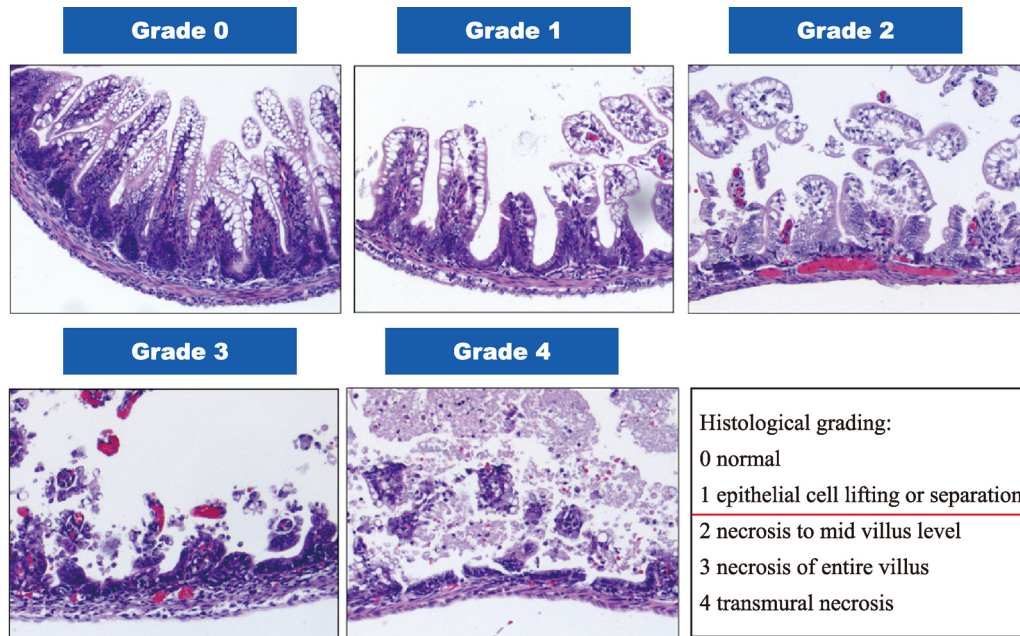 Grade 0
Grade 1
Grade 2
Grade 3
Grade 4
Histological grading:
0 normal
1 epithelial cell lifting or separation
2 necrosis to mid villus level
3 necrosis of entire villus
4 transmural necrosis